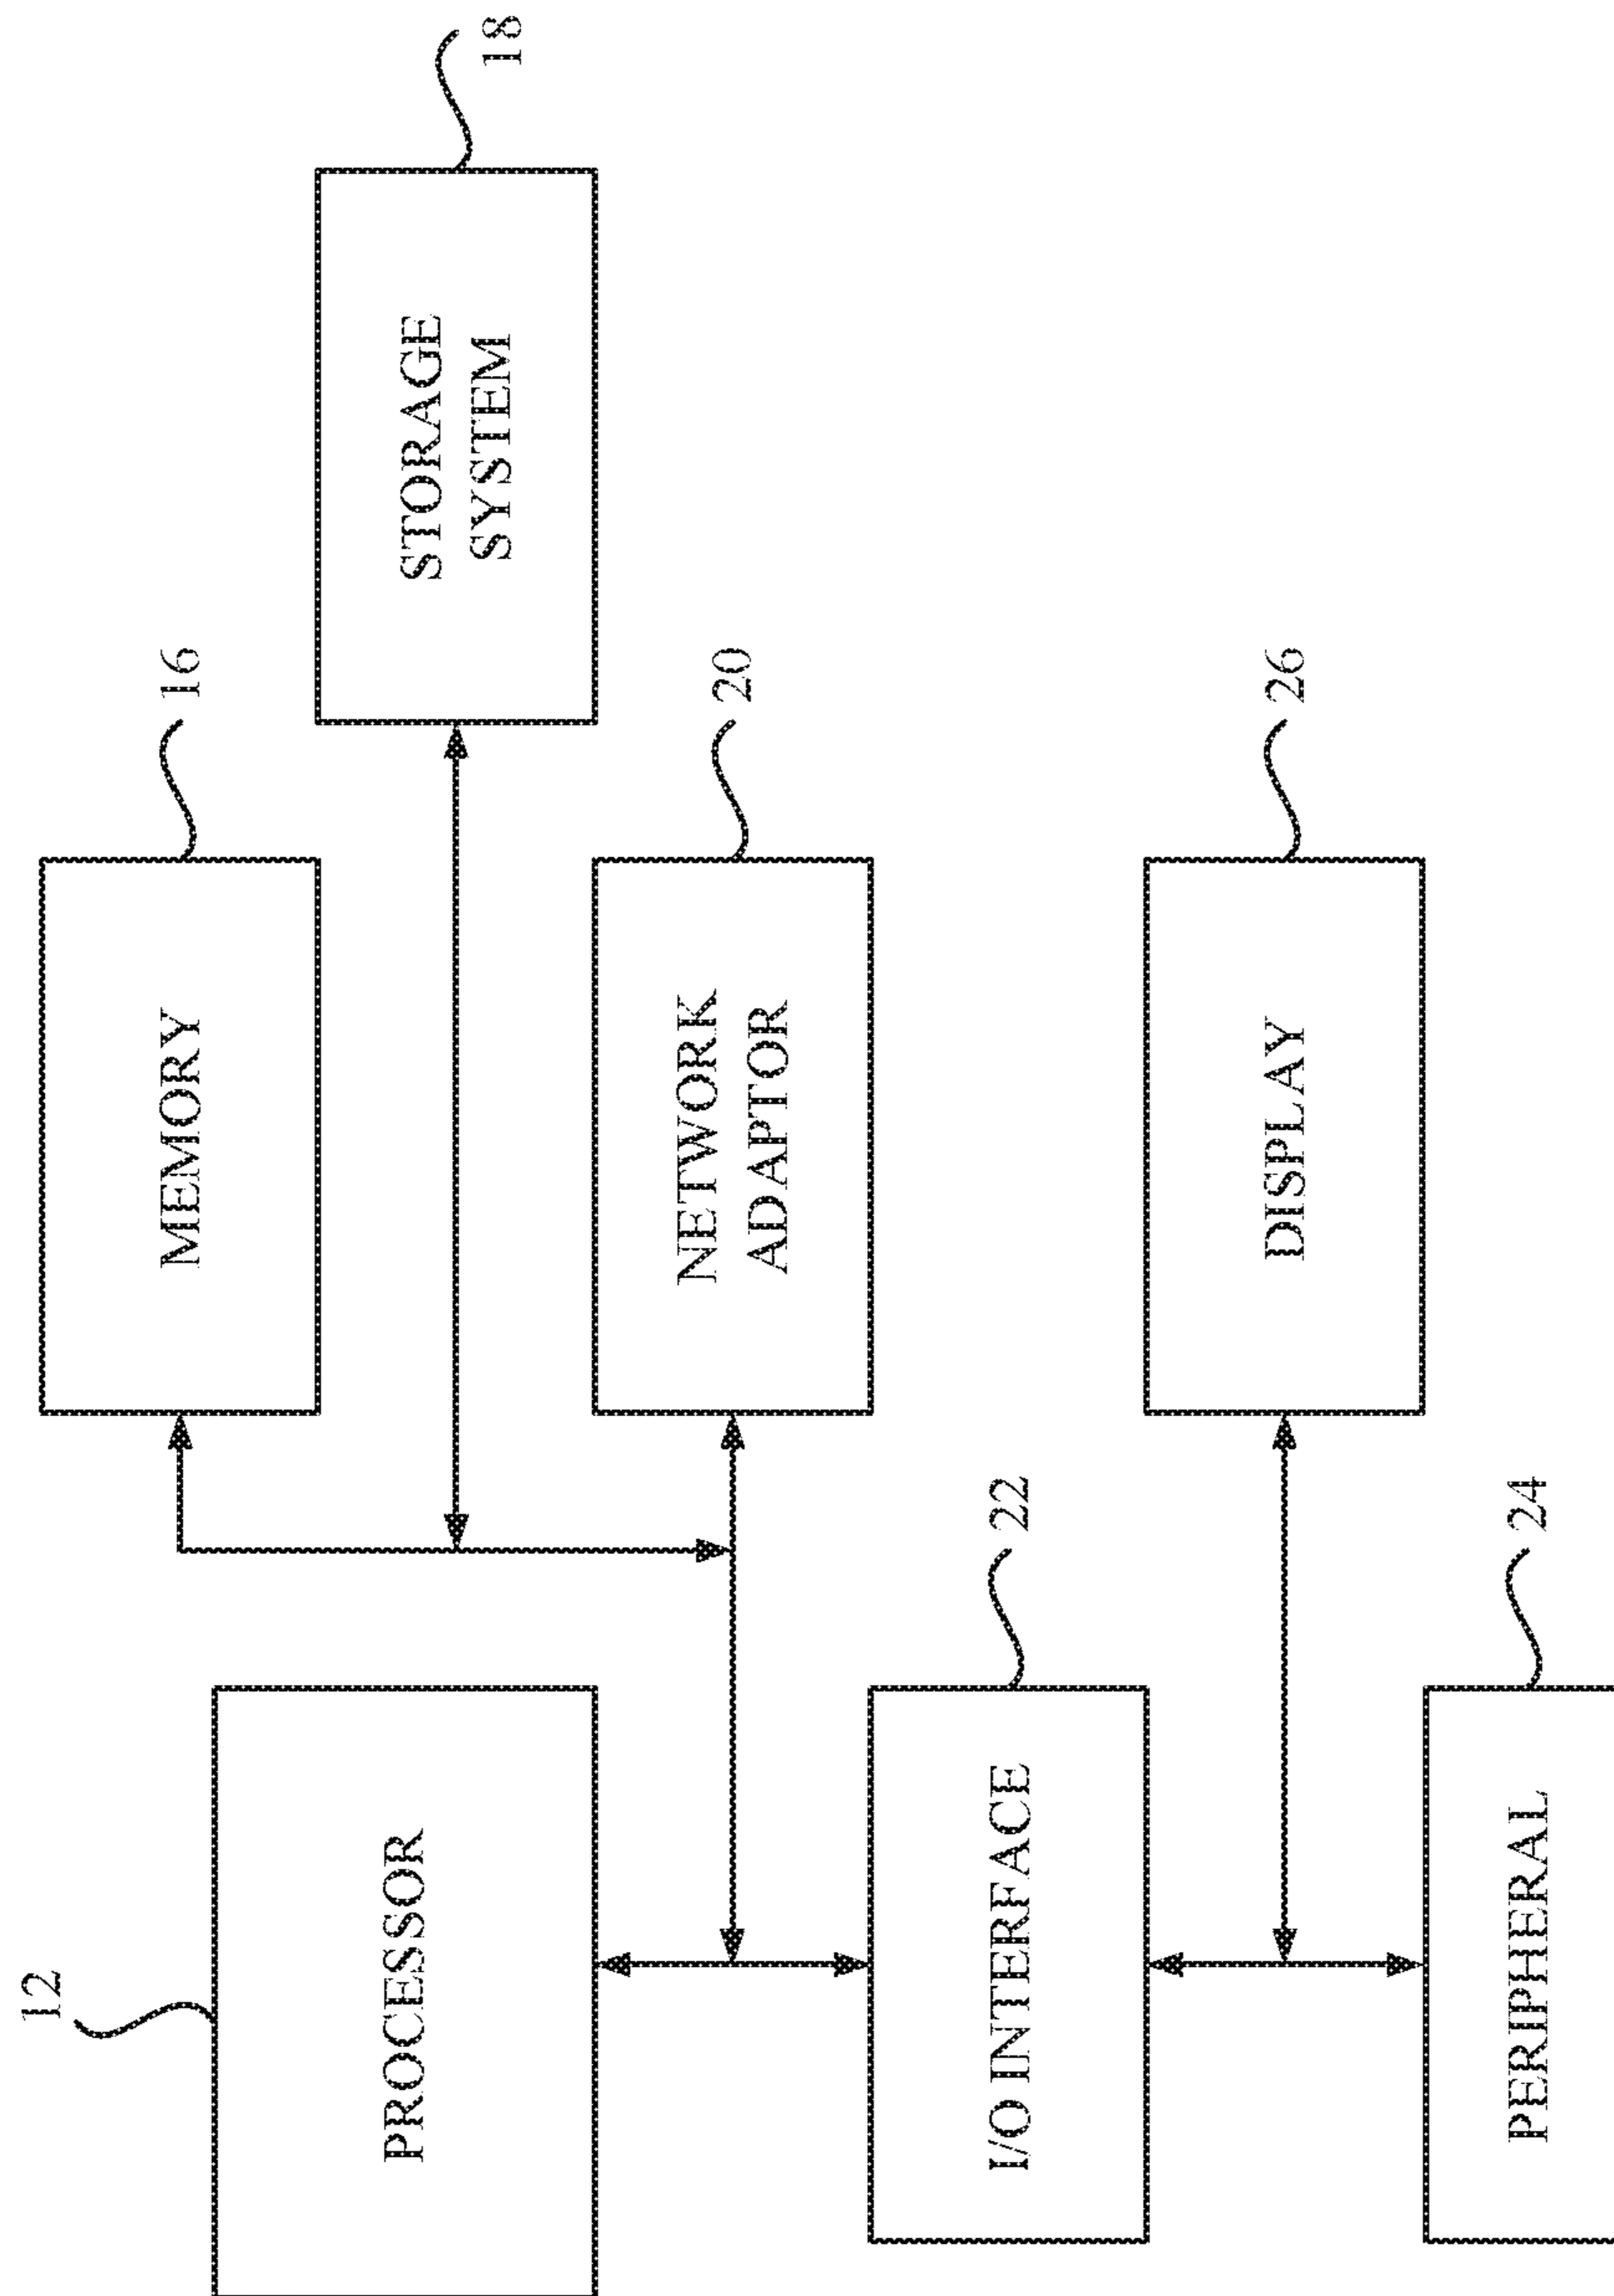 12
PROCESSOR
16
MEMORY
18
STORAGE
SYSTEM
20
NETWORK
ADAPTOR
22
I/O INTERFACE
26
DISPLAY
24
PERIPHERAL